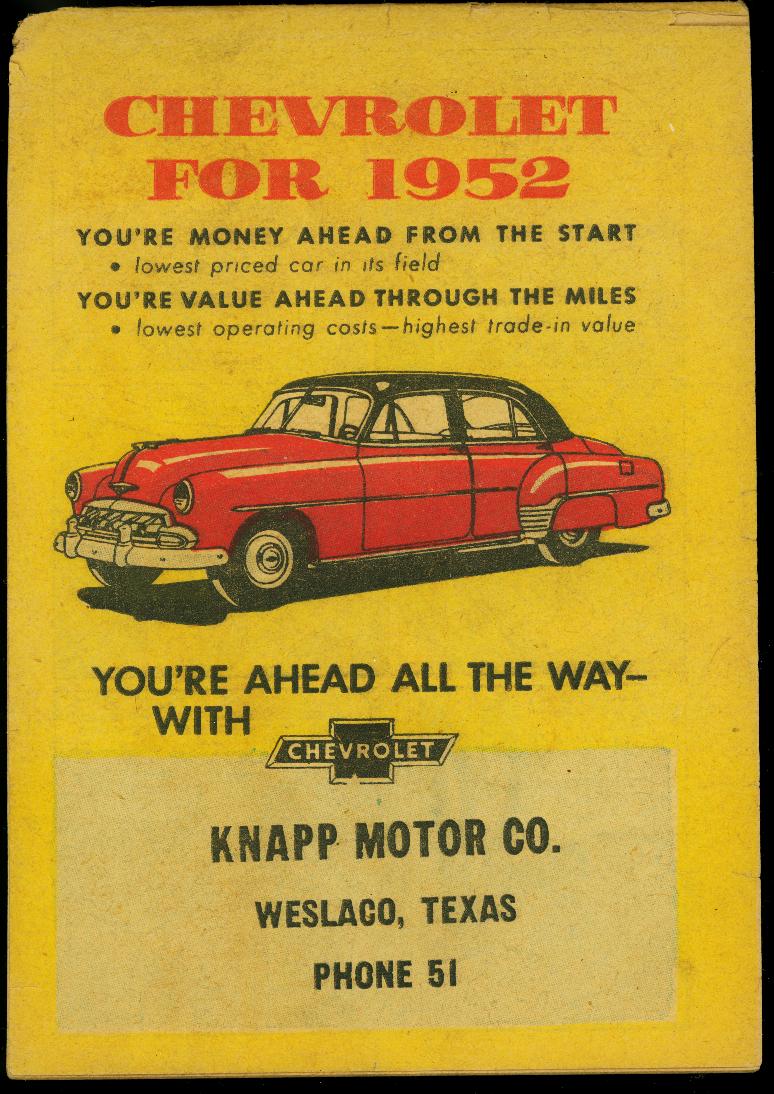 CHEVROLET
FOR 1952
YOU'RE MONEY AHEAD FROM THE START
• lowest priced car in its field
YOU'RE VALUE AHEAD THROUGH THE MILES
• lowest operating costs—highest trade-in value
YOU'RE AHEAD ALL THE WAY–
WITH
CHEVROLET
KNAPP MOTOR CO.
WESLACO, TEXAS
PHONE 51